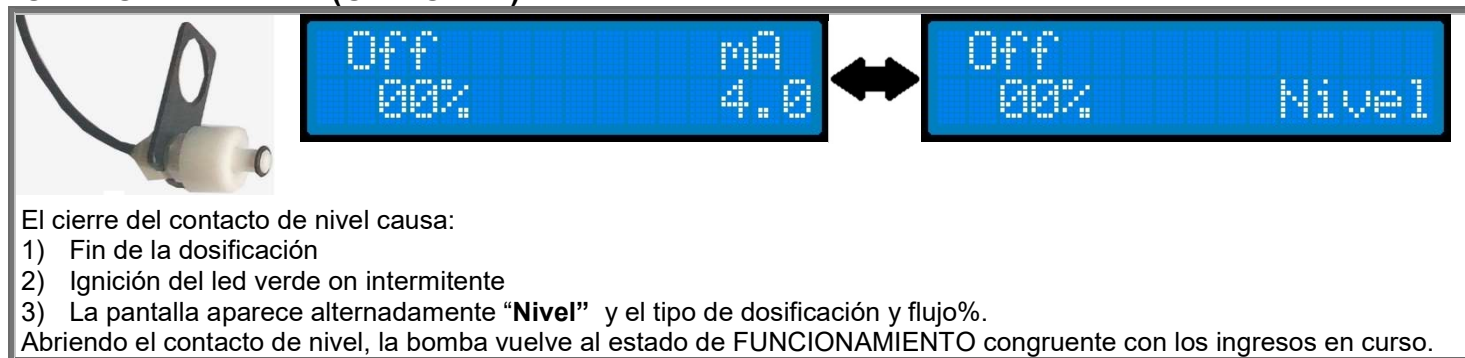 Off mA
00% 4.0
Off
00% Nivel
El cierre del contacto de nivel causa:
1) Fin de la dosificación
2) Ignición del led verde on intermitente
3) La pantalla aparece alternadamente “Nivel” y el tipo de dosificación y flujo%.
Abriendo el contacto de nivel, la bomba vuelve al estado de FUNCIONAMIENTO congruente con los ingresos en curso.